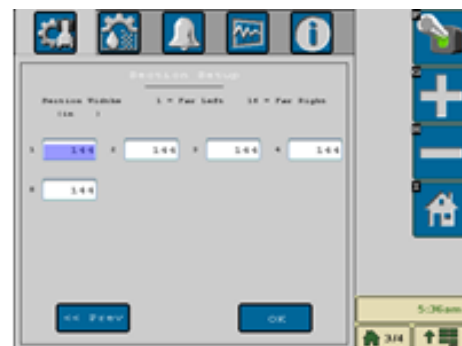 Section Setup
Section Widths 1 = Far Left 16 = Far Right
(in )
1 144 2 144 3 144 4 144
5 144
<< Prev OK
5:36am
3/4